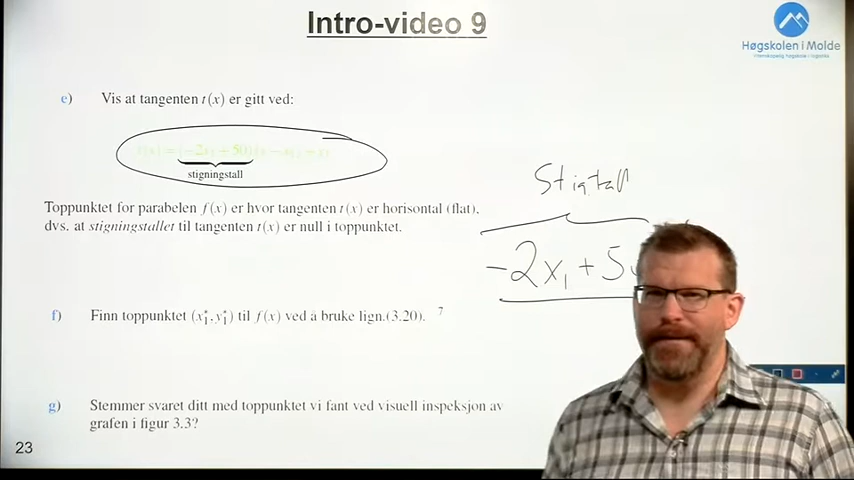 Intro-video 9
Høgskolen i Molde
e) Vis at tangenten t(x) er gitt ved:
stigningstall
Stigtall
Toppunktet for parabelen f(x) er hvor tangenten t(x) er horisontal (flat),
dvs. at stigningstallet til tangenten t(x) er null i toppunktet.
-2x₁+5
f) Finn toppunktet (x₁*, y₁*) til f(x) ved å bruke lign.(3.20). 7
g) Stemmer svaret ditt med toppunktet vi fant ved visuell inspeksjon av
grafen i figur 3.3?
23